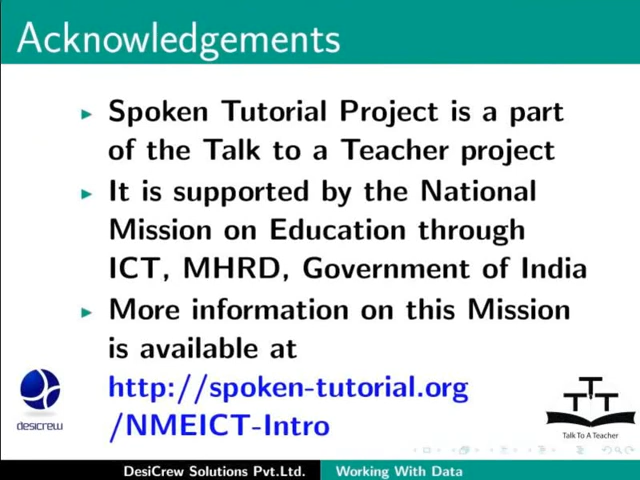 Acknowledgements
Spoken Tutorial Project is a part
of the Talk to a Teacher project
It is supported by the National
Mission on Education through
ICT, MHRD, Government of India
More information on this Mission
is available at
http://spoken-tutorial.org
/NMEICT-Intro
desicrew
TTT
Talk To A Teacher
DesiCrew Solutions Pvt.Ltd.
Working With Data